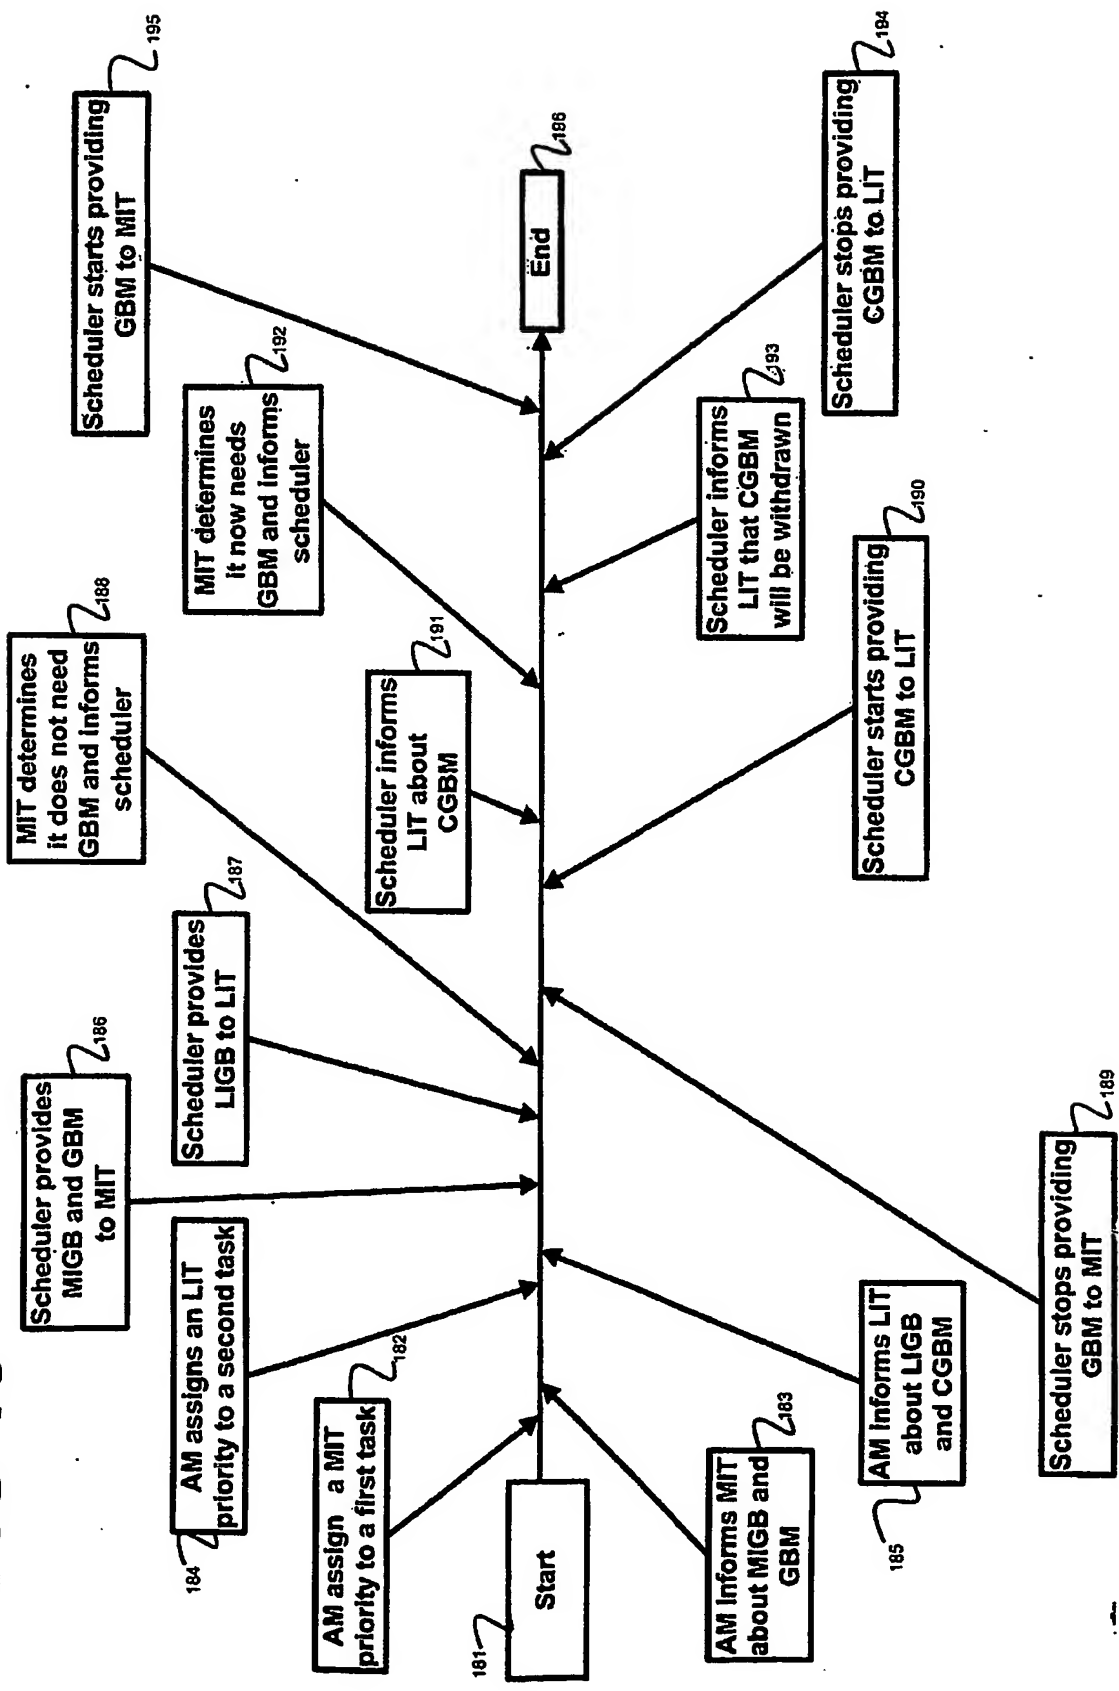 181
Start
AM assign a MIT
priority to a first task
182
AM informs MIT
about MIGB and
GBM
183
184
AM assigns an LIT
priority to a second task
185
AM informs LIT
about LIGB
and CGBM
Scheduler provides
MIGB and GBM
to MIT
186
Scheduler provides
LIGB to LIT
187
MIT determines
it does not need
GBM and informs
scheduler
188
Scheduler stops providing
GBM to MIT
189
Scheduler starts providing
CGBM to LIT
190
Scheduler informs
LIT about
CGBM
191
MIT determines
it now needs
GBM and informs
scheduler
192
Scheduler informs
LIT that CGBM
will be withdrawn
193
Scheduler stops providing
CGBM to LIT
194
Scheduler starts providing
GBM to MIT
195
End
196